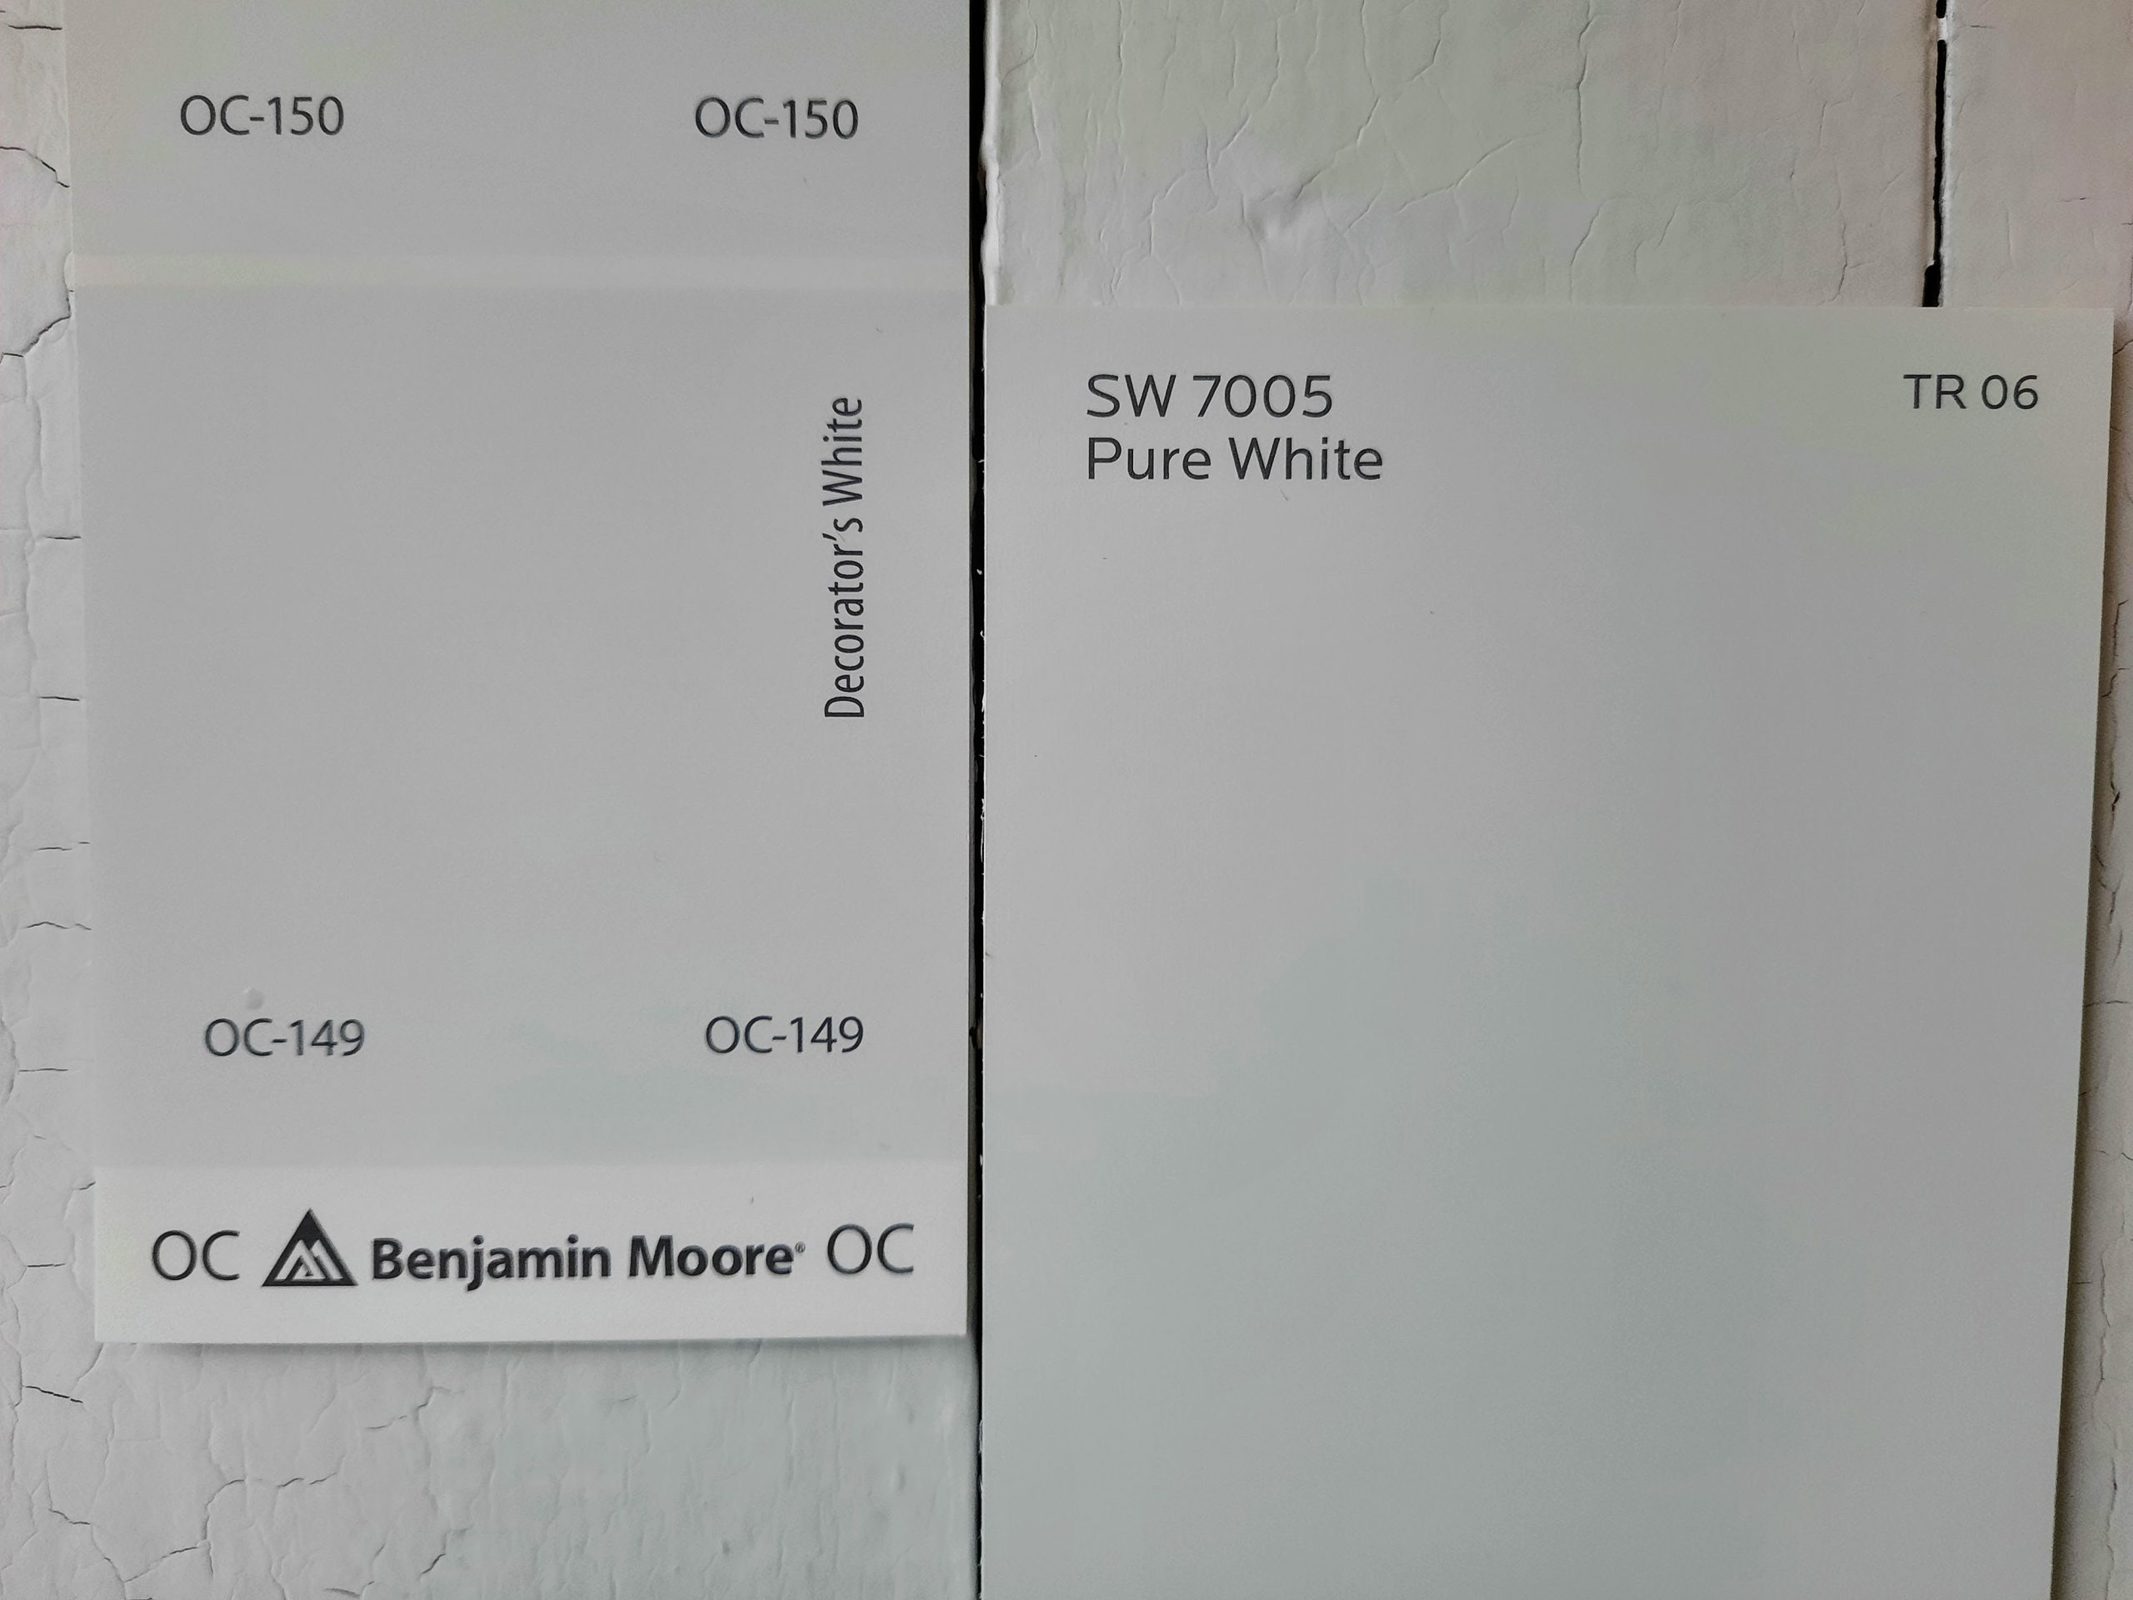 OC-150 OC-150
Decorator's White
OC-149 OC-149
OC Benjamin Moore® OC
SW 7005
Pure White
TR 06